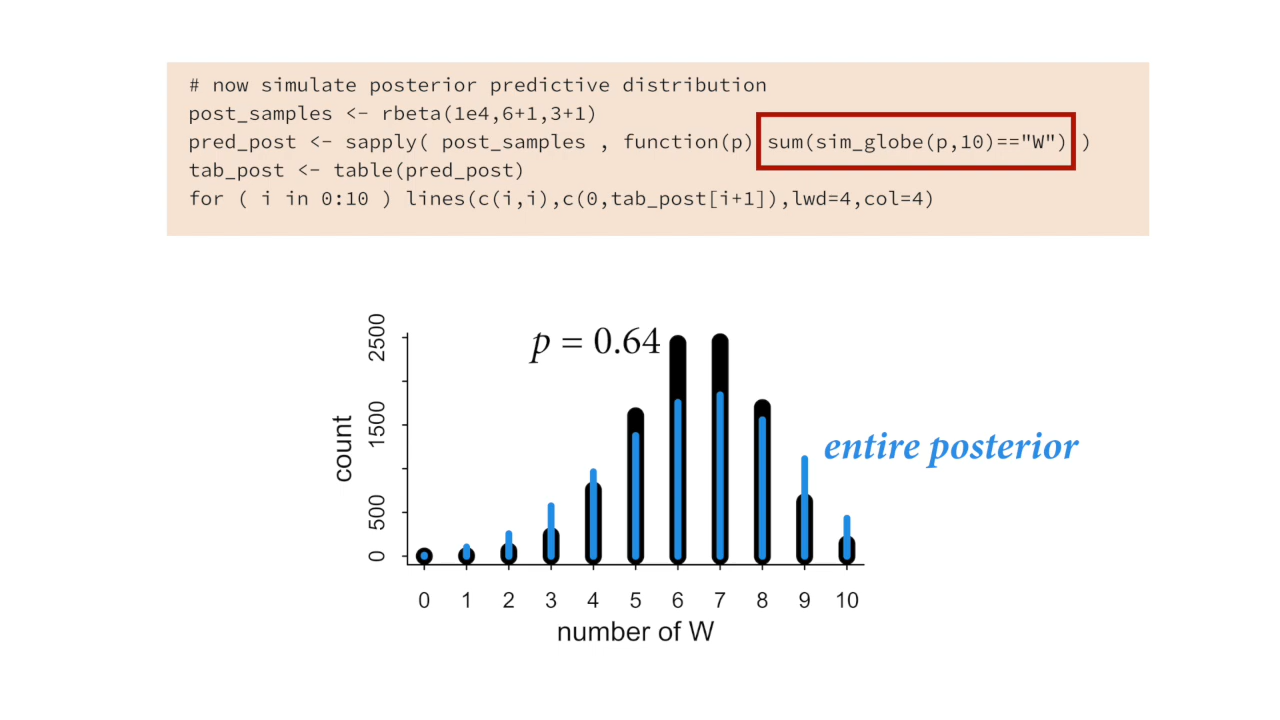 # now simulate posterior predictive distribution
post_samples <- rbeta(1e4,6+1,3+1)
pred_post <- sapply( post_samples , function(p) sum(sim_globe(p,10)=="W") )
tab_post <- table(pred_post)
for ( i in 0:10 ) lines(c(i,i),c(0,tab_post[i+1]),lwd=4,col=4)
p = 0.64
entire posterior
count
2500
1500
500
0
0 1 2 3 4 5 6 7 8 9 10
number of W